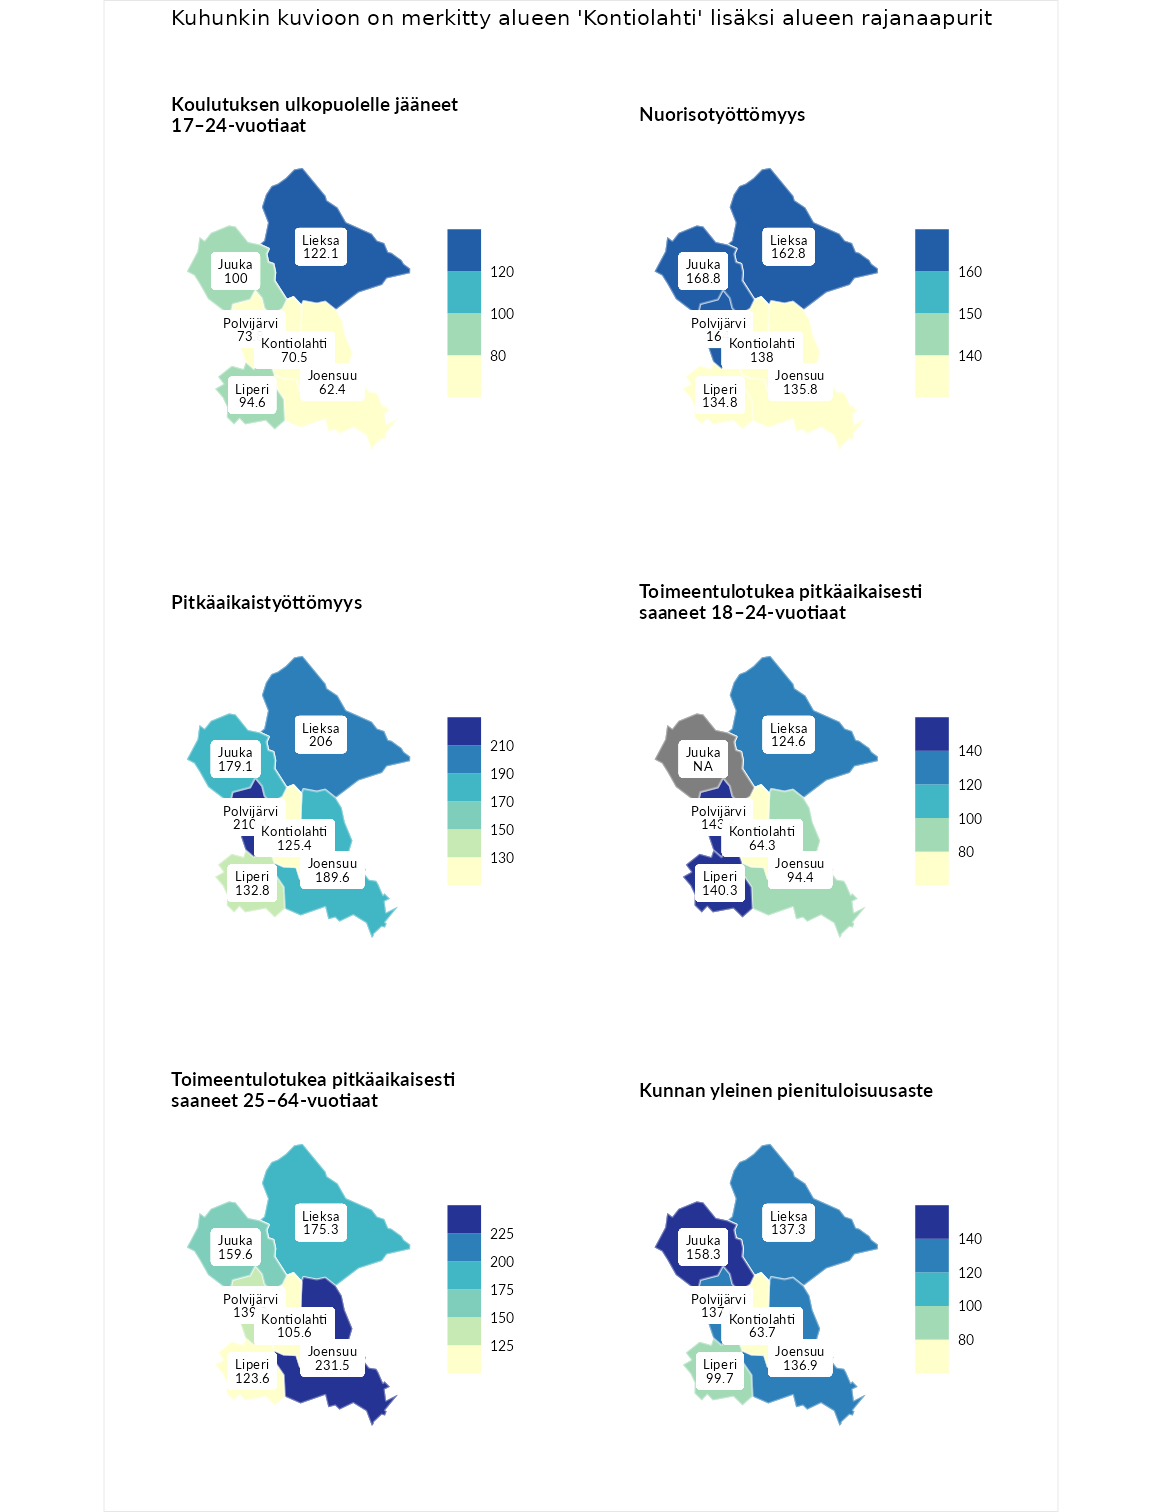 Kuhunkin kuvioon on merkitty alueen 'Kontiolahti' lisäksi alueen rajanaapurit
Koulutuksen ulkopuolelle jääneet
17–24-vuotiaat
Lieksa
122.1
Juuka
100
Polvijärvi
73
Kontiolahti
70.5
Joensuu
62.4
Liperi
94.6
120
100
80
Nuorisotyöttömyys
Lieksa
162.8
Juuka
168.8
Polvijärvi
16
Kontiolahti
138
Joensuu
135.8
Liperi
134.8
160
150
140
Pitkäaikaistyöttömyys
Lieksa
206
Juuka
179.1
Polvijärvi
210
Kontiolahti
125.4
Joensuu
189.6
Liperi
132.8
210
190
170
150
130
Toimeentulotukea pitkäaikaisesti
saaneet 18–24-vuotiaat
Lieksa
124.6
Juuka
NA
Polvijärvi
143
Kontiolahti
64.3
Joensuu
94.4
Liperi
140.3
140
120
100
80
Toimeentulotukea pitkäaikaisesti
saaneet 25–64-vuotiaat
Lieksa
175.3
Juuka
159.6
Polvijärvi
139
Kontiolahti
105.6
Joensuu
231.5
Liperi
123.6
225
200
175
150
125
Kunnan yleinen pienituloisuusaste
Lieksa
137.3
Juuka
158.3
Polvijärvi
137
Kontiolahti
63.7
Joensuu
136.9
Liperi
99.7
140
120
100
80